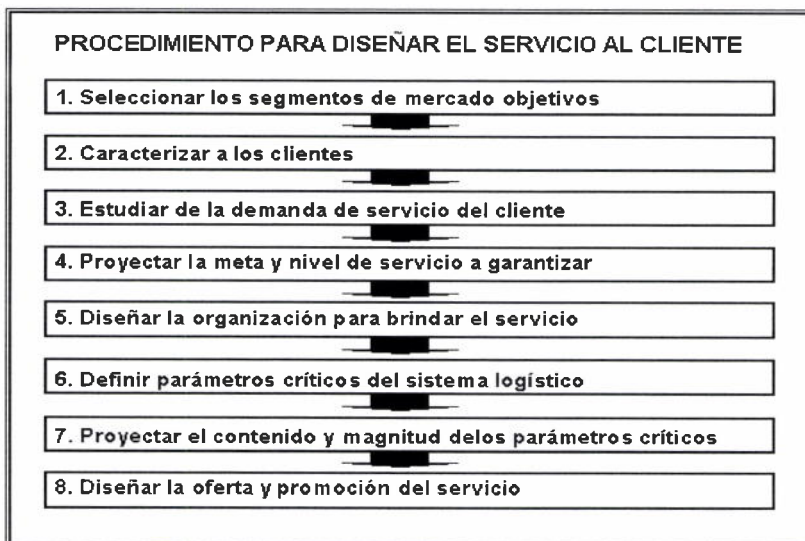 PROCEDIMIENTO PARA DISEÑAR EL SERVICIO AL CLIENTE
1. Seleccionar los segmentos de mercado objetivos
2. Caracterizar a los clientes
3. Estudiar de la demanda de servicio del cliente
4. Proyectar la meta y nivel de servicio a garantizar
5. Diseñar la organización para brindar el servicio
6. Definir parámetros críticos del sistema logístico
7. Proyectar el contenido y magnitud delos parámetros críticos
8. Diseñar la oferta y promoción del servicio